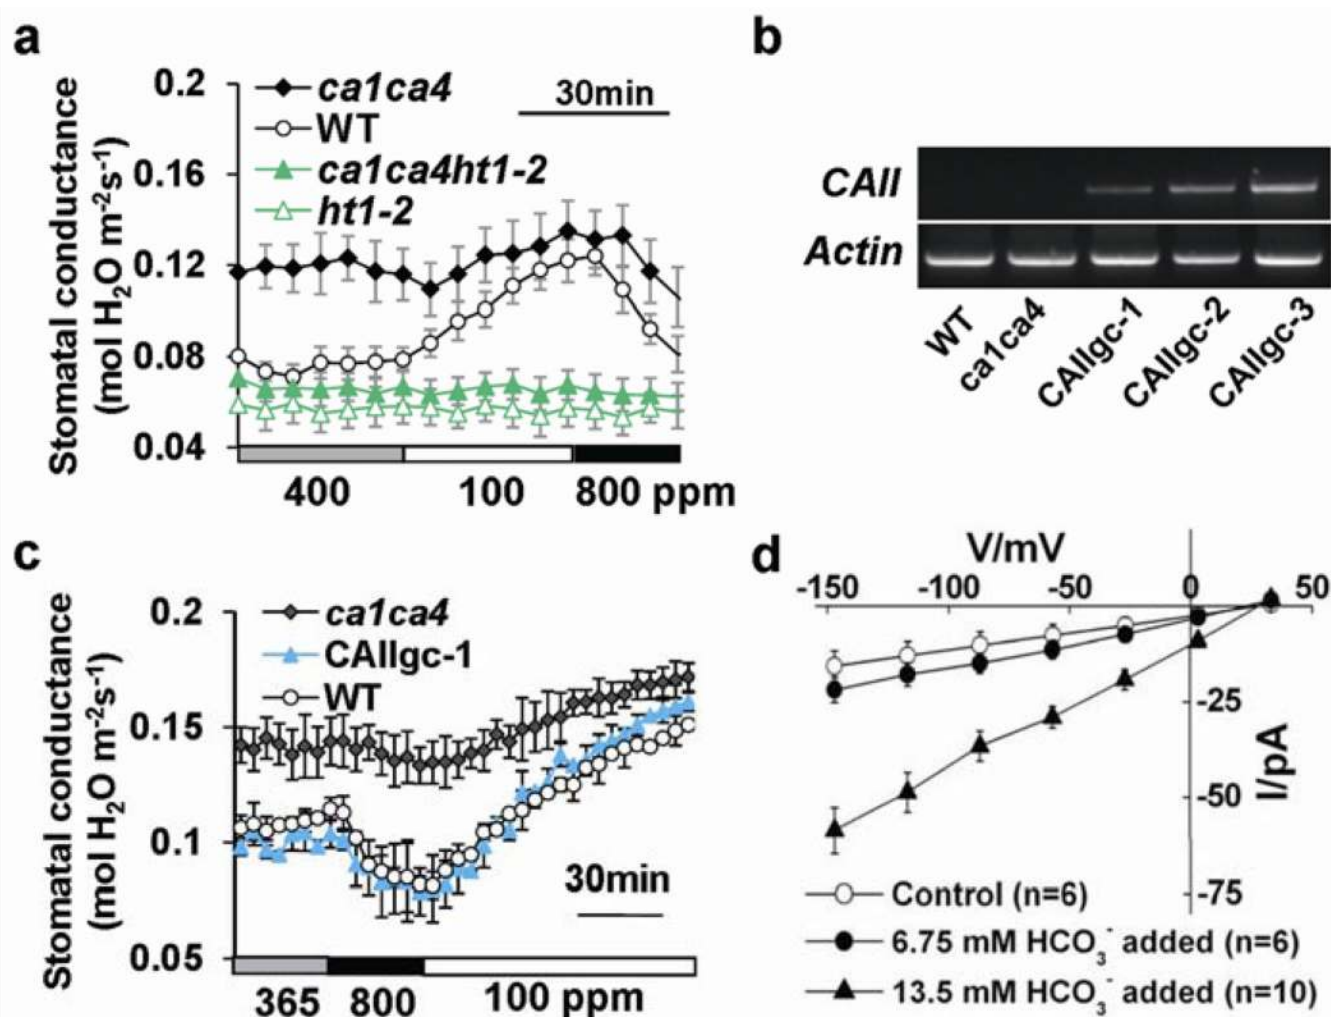 a
Stomatal conductance
(mol H₂O m⁻²s⁻¹)
0.2
0.16
0.12
0.08
0.04
ca1ca4
WT
ca1ca4ht1-2
ht1-2
30min
400 100 800 ppm
b
CAII
Actin
WT
ca1ca4
CAIIgc-1
CAIIgc-2
CAIIgc-3
c
Stomatal conductance
(mol H₂O m⁻²s⁻¹)
0.2
0.15
0.1
0.05
ca1ca4
CAIIgc-1
WT
30min
365 800 100 ppm
d
V/mV
-150 -100 -50 0 50
-25
-50
-75
I/pA
Control (n=6)
6.75 mM HCO₃⁻ added (n=6)
13.5 mM HCO₃⁻ added (n=10)